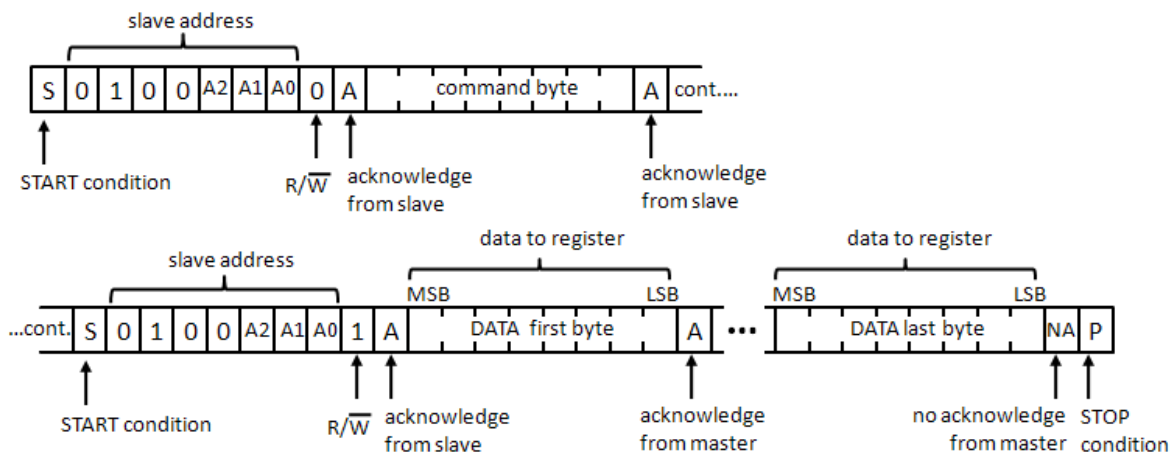 slave address
S 0 1 0 0 A2 A1 A0 0 A command byte A cont....
START condition
R/W̅
acknowledge
from slave
acknowledge
from slave
data to register
data to register
slave address
MSB LSB MSB LSB
...cont. S 0 1 0 0 A2 A1 A0 1 A DATA first byte A ••• DATA last byte NA P
START condition
R/W̅
acknowledge
from slave
acknowledge
from master
no acknowledge
from master
STOP
condition